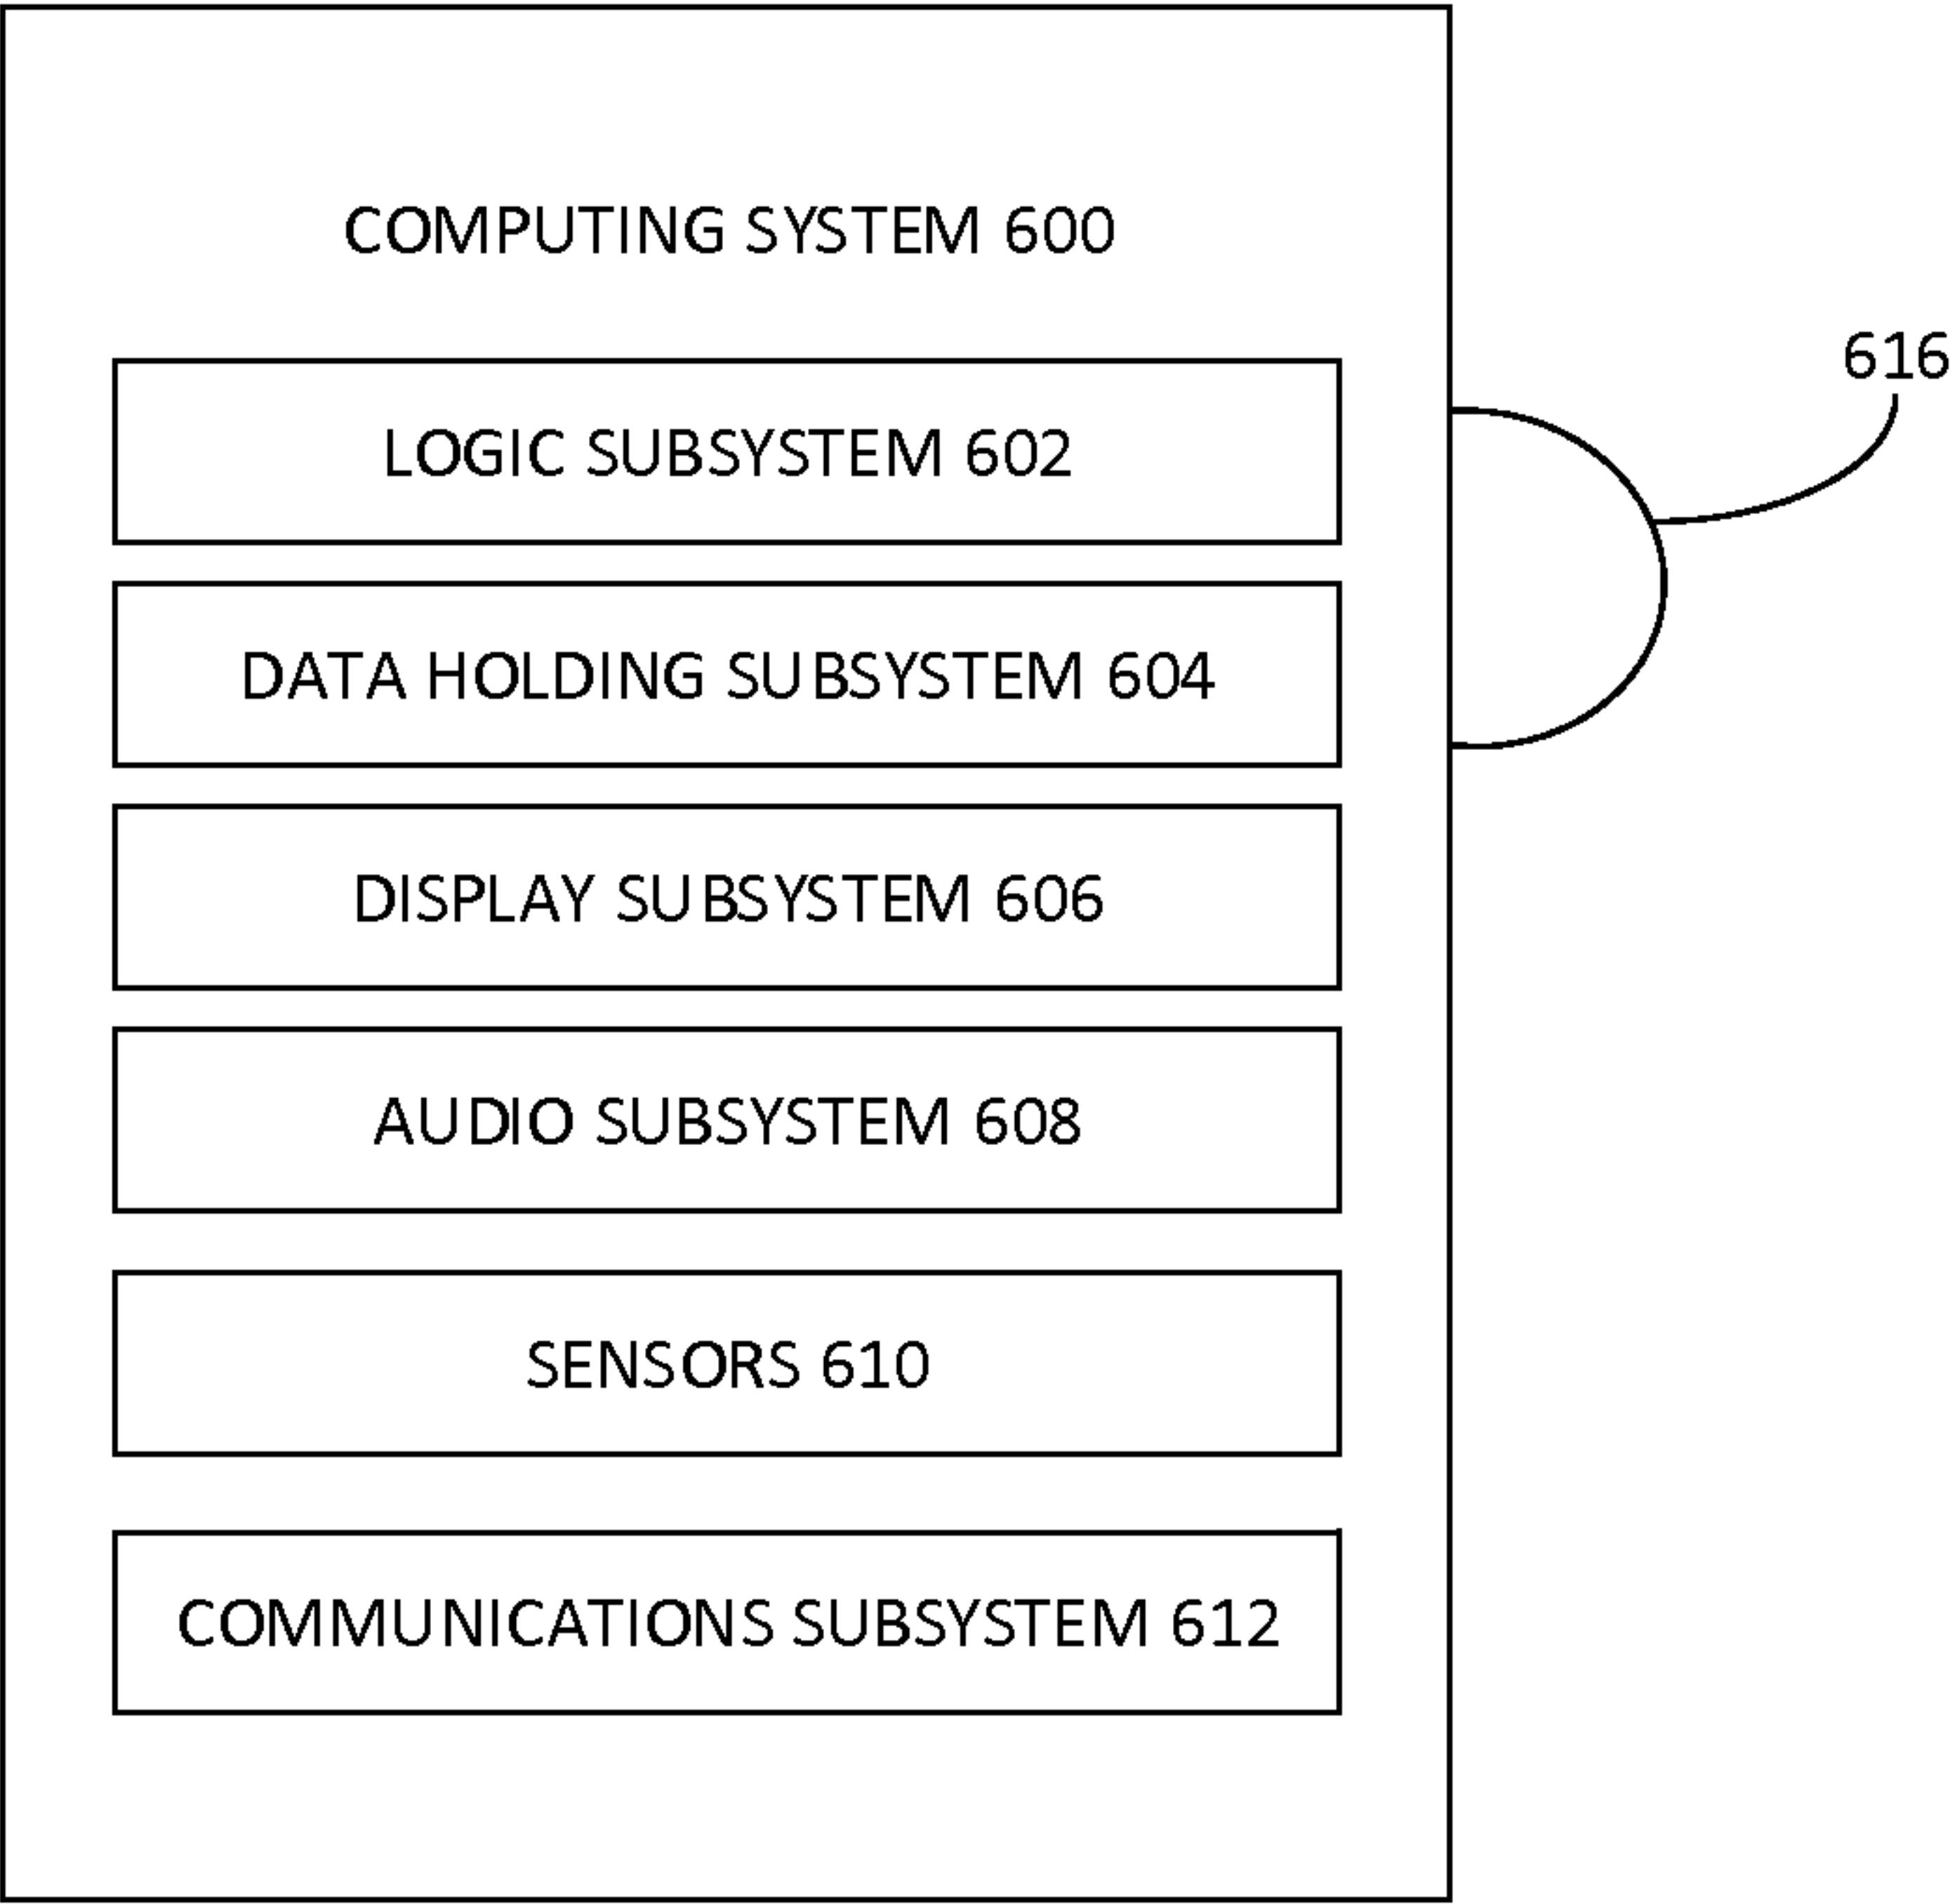 COMPUTING SYSTEM 600
616
LOGIC SUBSYSTEM 602
DATA HOLDING SUBSYSTEM 604
DISPLAY SUBSYSTEM 606
AUDIO SUBSYSTEM 608
SENSORS 610
COMMUNICATIONS SUBSYSTEM 612